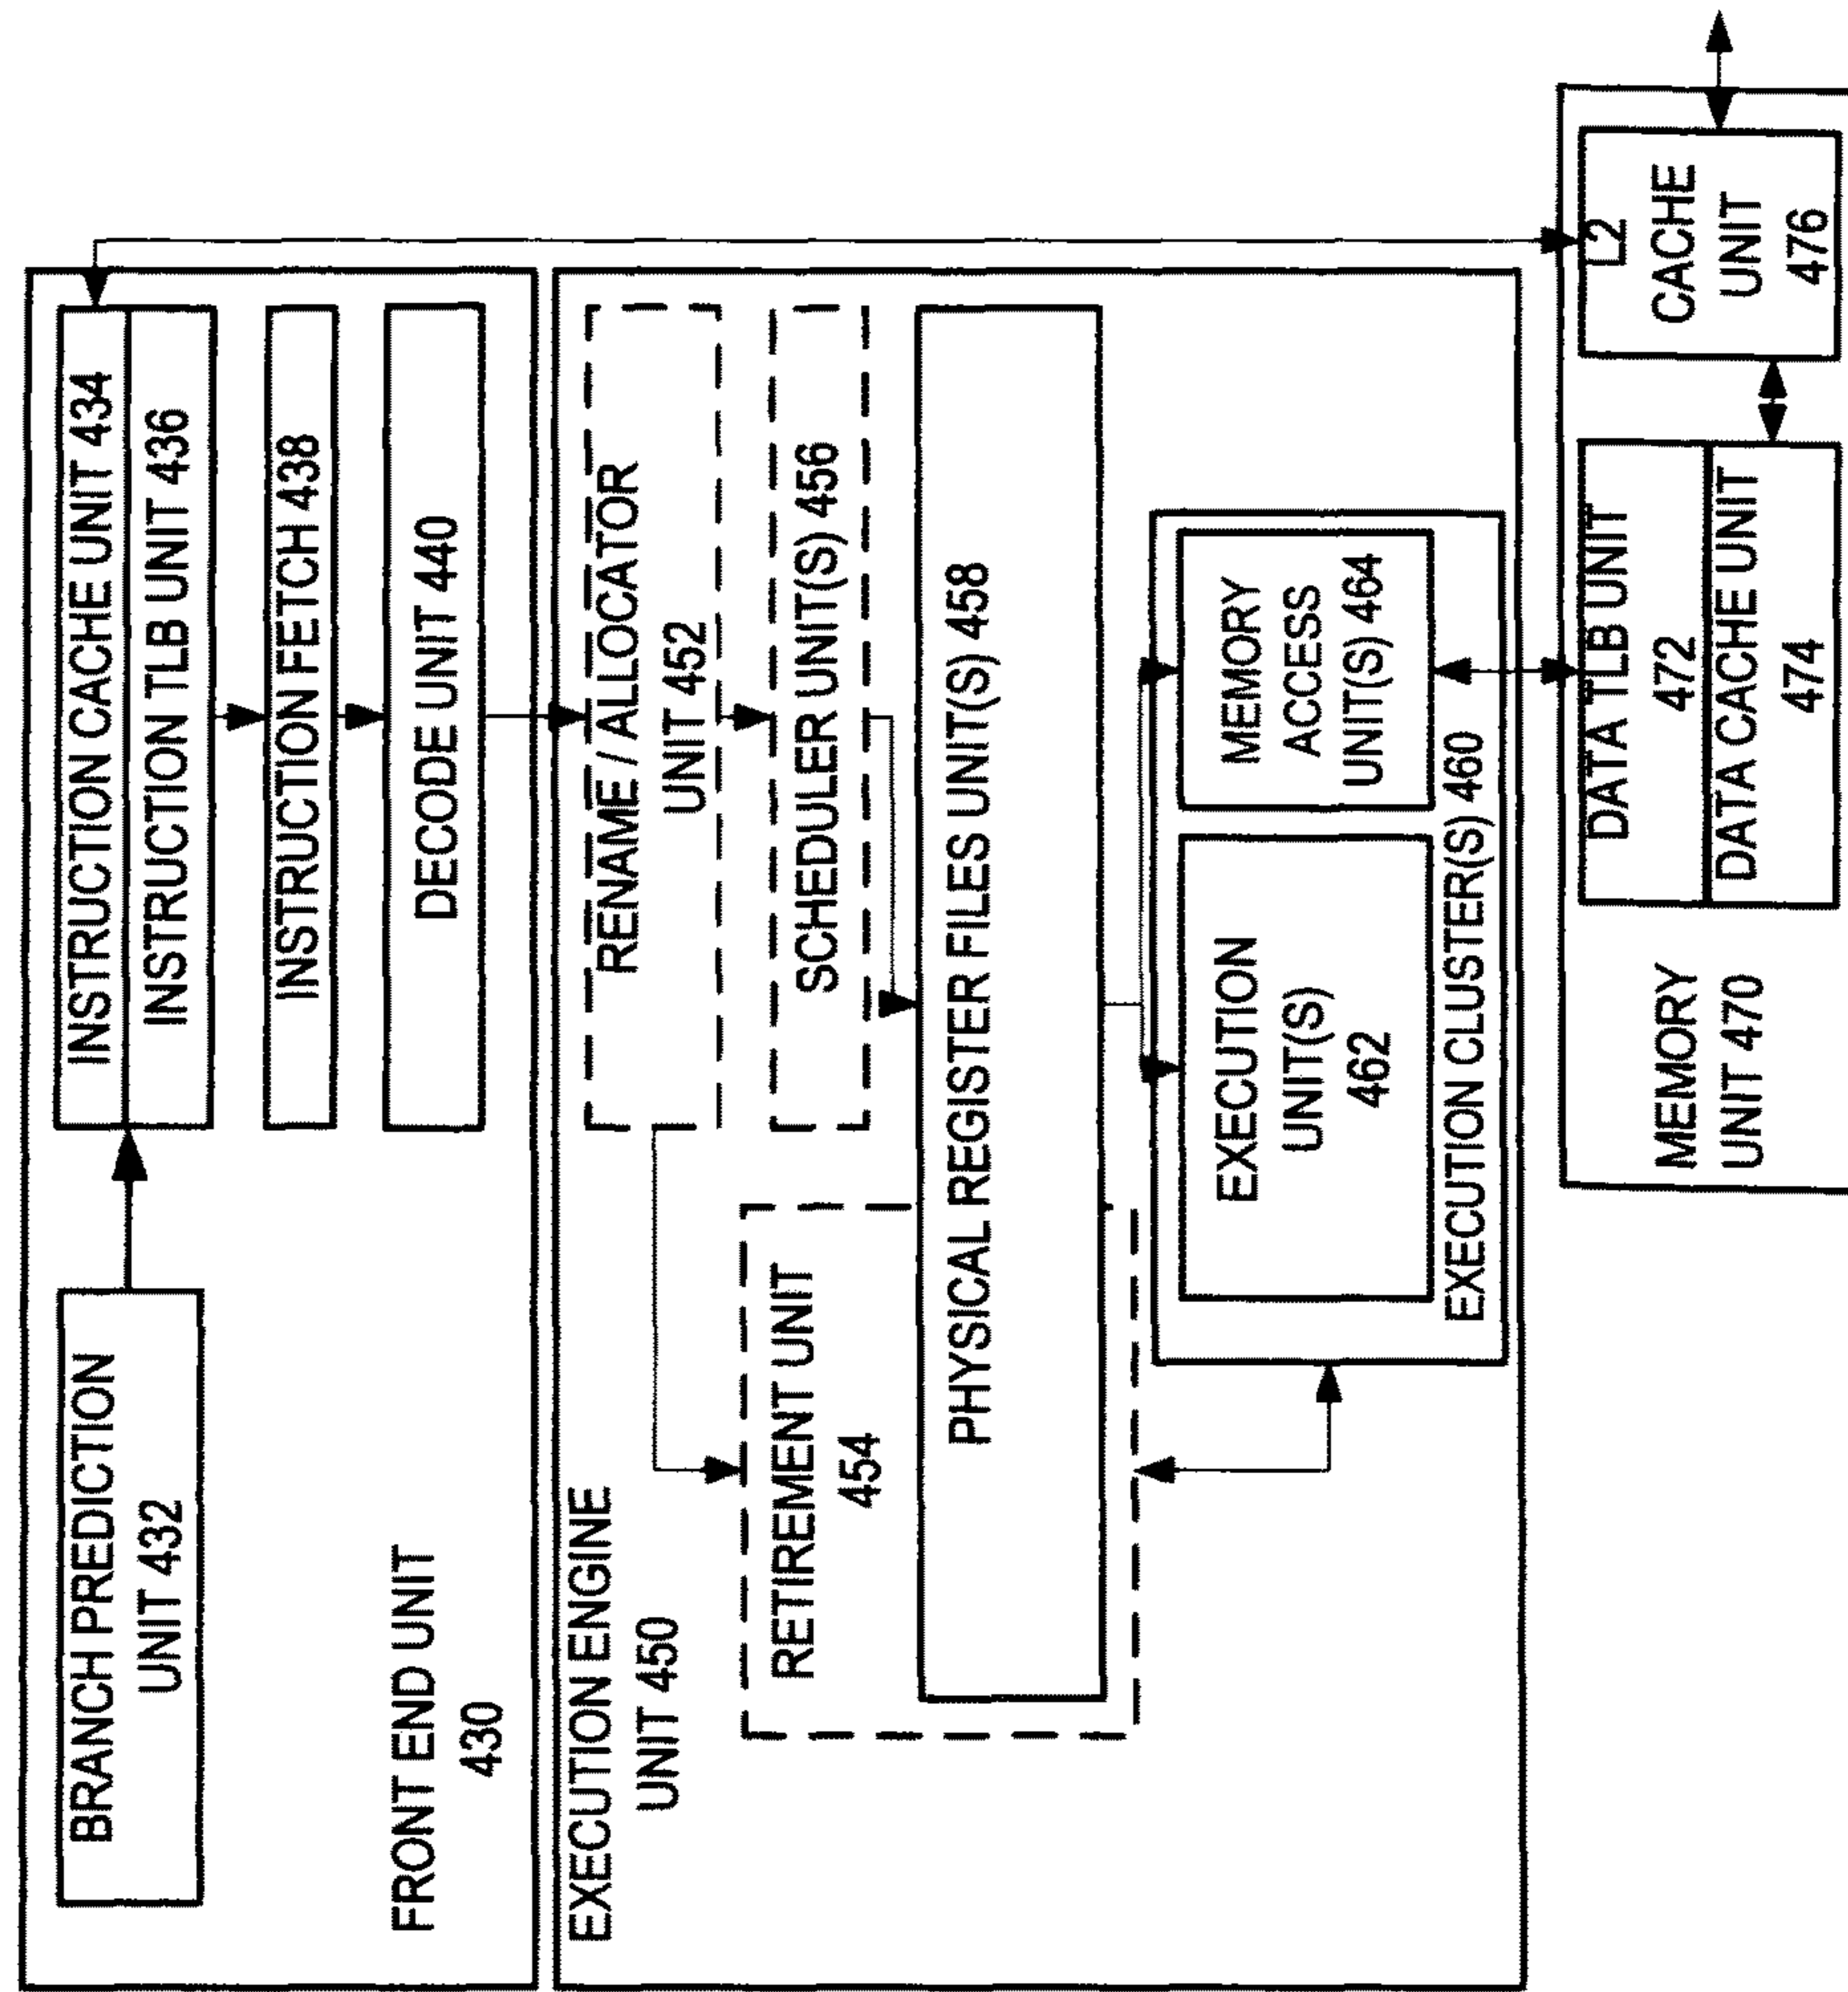 BRANCH PREDICTION
UNIT 432
INSTRUCTION CACHE UNIT 434
INSTRUCTION TLB UNIT 436
INSTRUCTION FETCH 438
DECODE UNIT 440
FRONT END UNIT
430
EXECUTION ENGINE
UNIT 450
RENAME / ALLOCATOR
UNIT 452
RETIREMENT UNIT
454
SCHEDULER UNIT(S) 456
PHYSICAL REGISTER FILES UNIT(S) 458
EXECUTION
UNIT(S)
462
MEMORY
ACCESS
UNIT(S) 464
EXECUTION CLUSTER(S) 460
MEMORY
UNIT 470
DATA TLB UNIT
472
DATA CACHE UNIT
474
L2
CACHE
UNIT
476